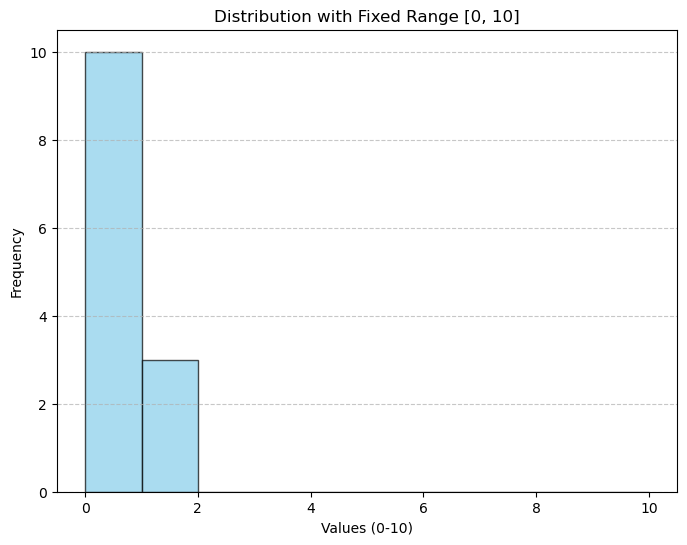 Distribution with Fixed Range [0, 10]
10
8
6
4
2
0
Frequency
0 2 4 6 8 10
Values (0-10)